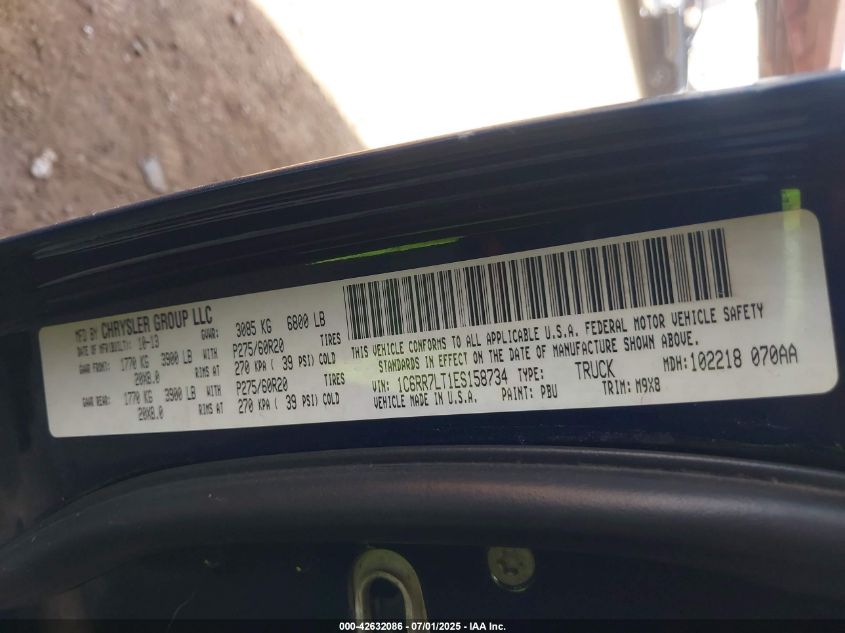 MFD BY CHRYSLER GROUP LLC
DATE OF MFR(BUILT): 10-13 GVWR: 3085 KG 6800 LB
GAWR FRONT: 1770 KG 3900 LB WITH P275/60R20 TIRES
20X8.0 RIMS AT 270 KPA ( 39 PSI) COLD
GAWR REAR: 1770 KG 3900 LB WITH P275/60R20 TIRES
20X8.0 RIMS AT 270 KPA ( 39 PSI) COLD
THIS VEHICLE CONFORMS TO ALL APPLICABLE U.S.A. FEDERAL MOTOR VEHICLE SAFETY
STANDARDS IN EFFECT ON THE DATE OF MANUFACTURE SHOWN ABOVE.
VIN: 1C6RR7LT1ES158734 TYPE: TRUCK MDH: 102218 070AA
VEHICLE MADE IN U.S.A. PAINT: PBU TRIM: M9X8
000-42632086 - 07/01/2025 - IAA Inc.